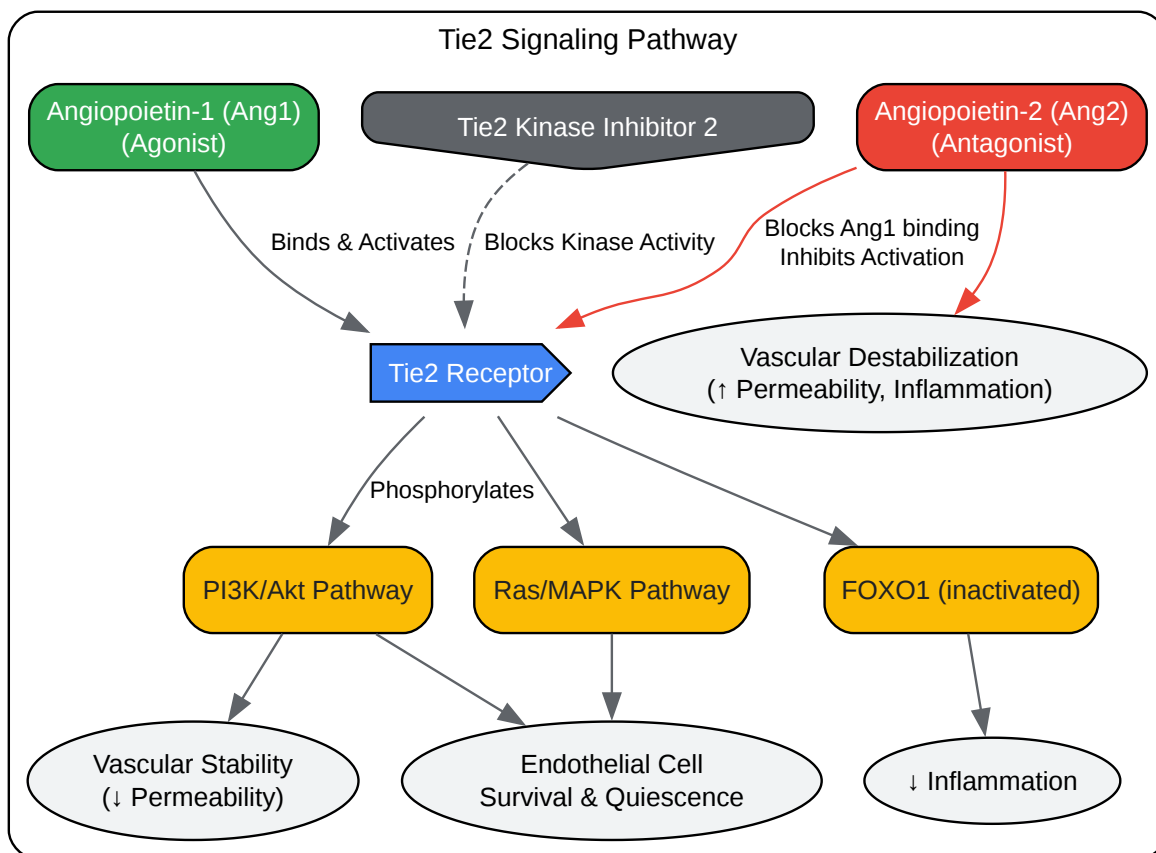 Tie2 Signaling Pathway
Angiopoietin-1 (Ang1)
(Agonist)
Tie2 Kinase Inhibitor 2
Angiopoietin-2 (Ang2)
(Antagonist)
Binds & Activates
Blocks Kinase Activity
Blocks Ang1 binding
Inhibits Activation
Tie2 Receptor
Vascular Destabilization
(↑ Permeability, Inflammation)
Phosphorylates
PI3K/Akt Pathway
Ras/MAPK Pathway
FOXO1 (inactivated)
Vascular Stability
(↓ Permeability)
Endothelial Cell
Survival & Quiescence
↓ Inflammation